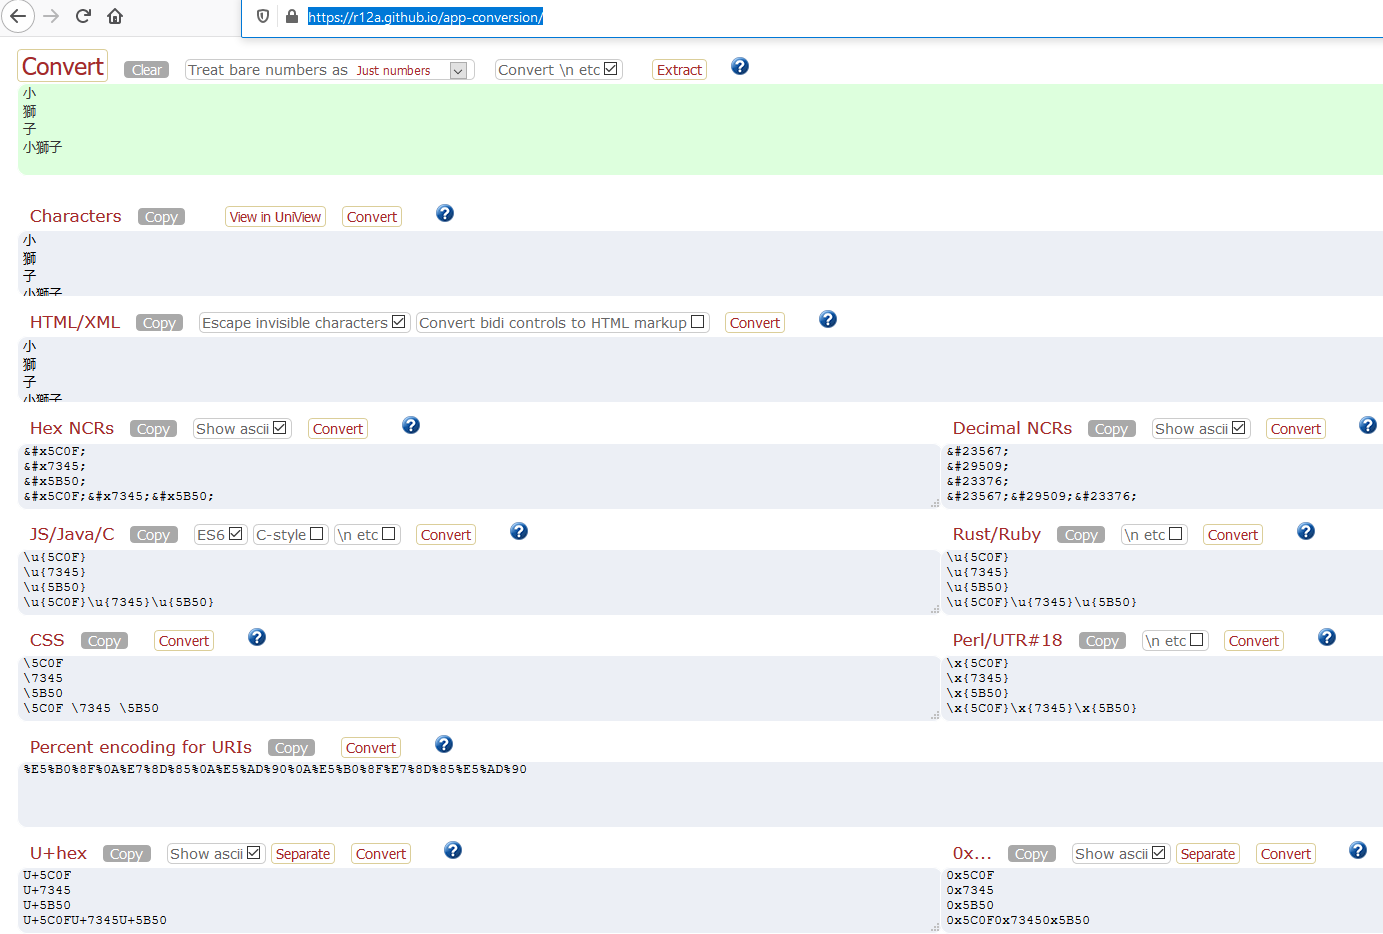 https://r12a.github.io/app-conversion/
Convert Clear Treat bare numbers as Just numbers Convert \n etc Extract
小
獅
子
小獅子
Characters Copy View in UniView Convert
小
獅
子
小獅子
HTML/XML Copy Escape invisible characters Convert bidi controls to HTML markup Convert
小
獅
子
小獅子
Hex NCRs Copy Show ascii Convert
&#x5C0F;
&#x7345;
&#x5B50;
&#x5C0F;&#x7345;&#x5B50;
Decimal NCRs Copy Show ascii Convert
&#23567;
&#29509;
&#23376;
&#23567;&#29509;&#23376;
JS/Java/C Copy ES6 C-style \n etc Convert
\u{5C0F}
\u{7345}
\u{5B50}
\u{5C0F}\u{7345}\u{5B50}
Rust/Ruby Copy \n etc Convert
\u{5C0F}
\u{7345}
\u{5B50}
\u{5C0F}\u{7345}\u{5B50}
CSS Copy Convert
\5C0F
\7345
\5B50
\5C0F \7345 \5B50
Perl/UTR#18 Copy \n etc Convert
\x{5C0F}
\x{7345}
\x{5B50}
\x{5C0F}\x{7345}\x{5B50}
Percent encoding for URIs Copy Convert
%E5%B0%8F%0A%E7%8D%85%0A%E5%AD%90%0A%E5%B0%8F%E7%8D%85%E5%AD%90
U+hex Copy Show ascii Separate Convert
U+5C0F
U+7345
U+5B50
U+5C0FU+7345U+5B50
0x... Copy Show ascii Separate Convert
0x5C0F
0x7345
0x5B50
0x5C0F0x73450x5B50